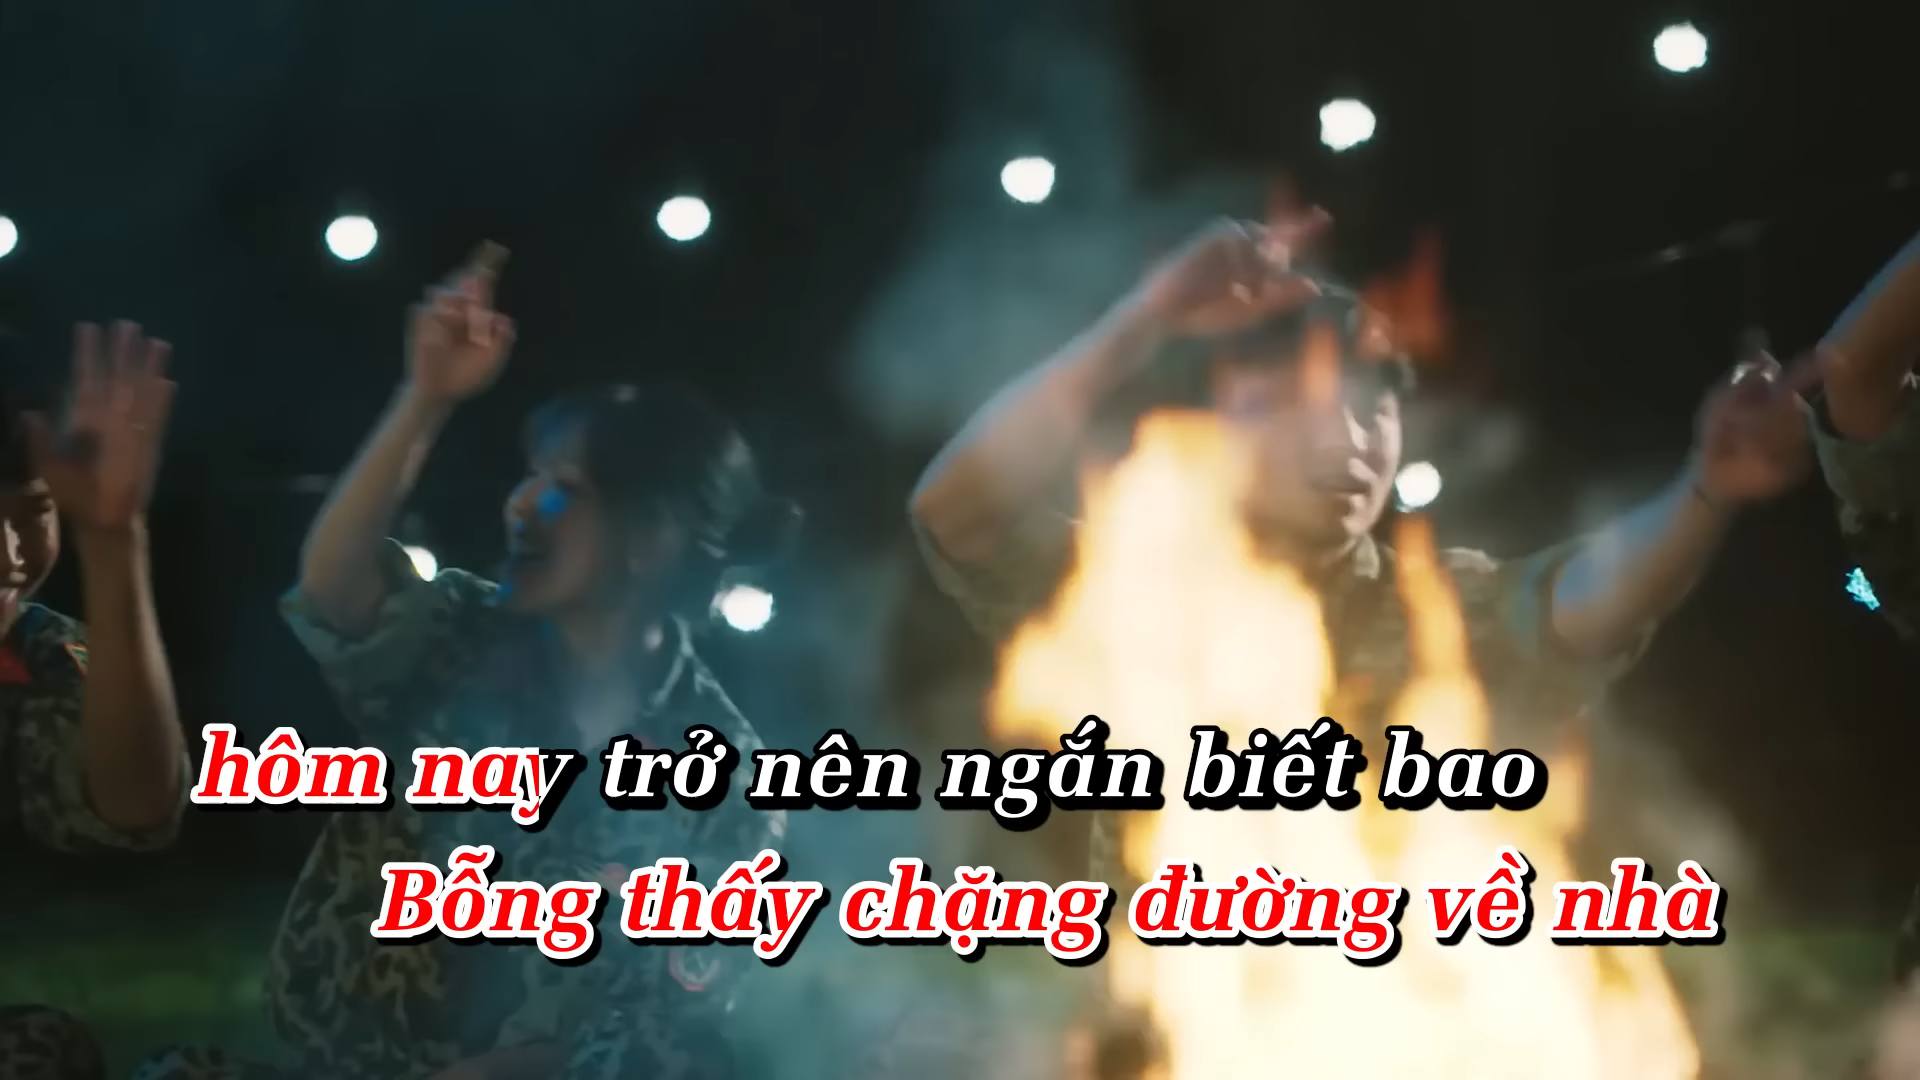 hôm nay trở nên ngắn biết bao
Bỗng thấy chặng đường về nhà